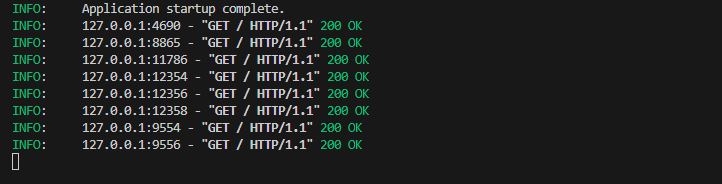 INFO:     Application startup complete.
INFO:     127.0.0.1:4690 - "GET / HTTP/1.1" 200 OK
INFO:     127.0.0.1:8865 - "GET / HTTP/1.1" 200 OK
INFO:     127.0.0.1:11786 - "GET / HTTP/1.1" 200 OK
INFO:     127.0.0.1:12354 - "GET / HTTP/1.1" 200 OK
INFO:     127.0.0.1:12356 - "GET / HTTP/1.1" 200 OK
INFO:     127.0.0.1:12358 - "GET / HTTP/1.1" 200 OK
INFO:     127.0.0.1:9554 - "GET / HTTP/1.1" 200 OK
INFO:     127.0.0.1:9556 - "GET / HTTP/1.1" 200 OK